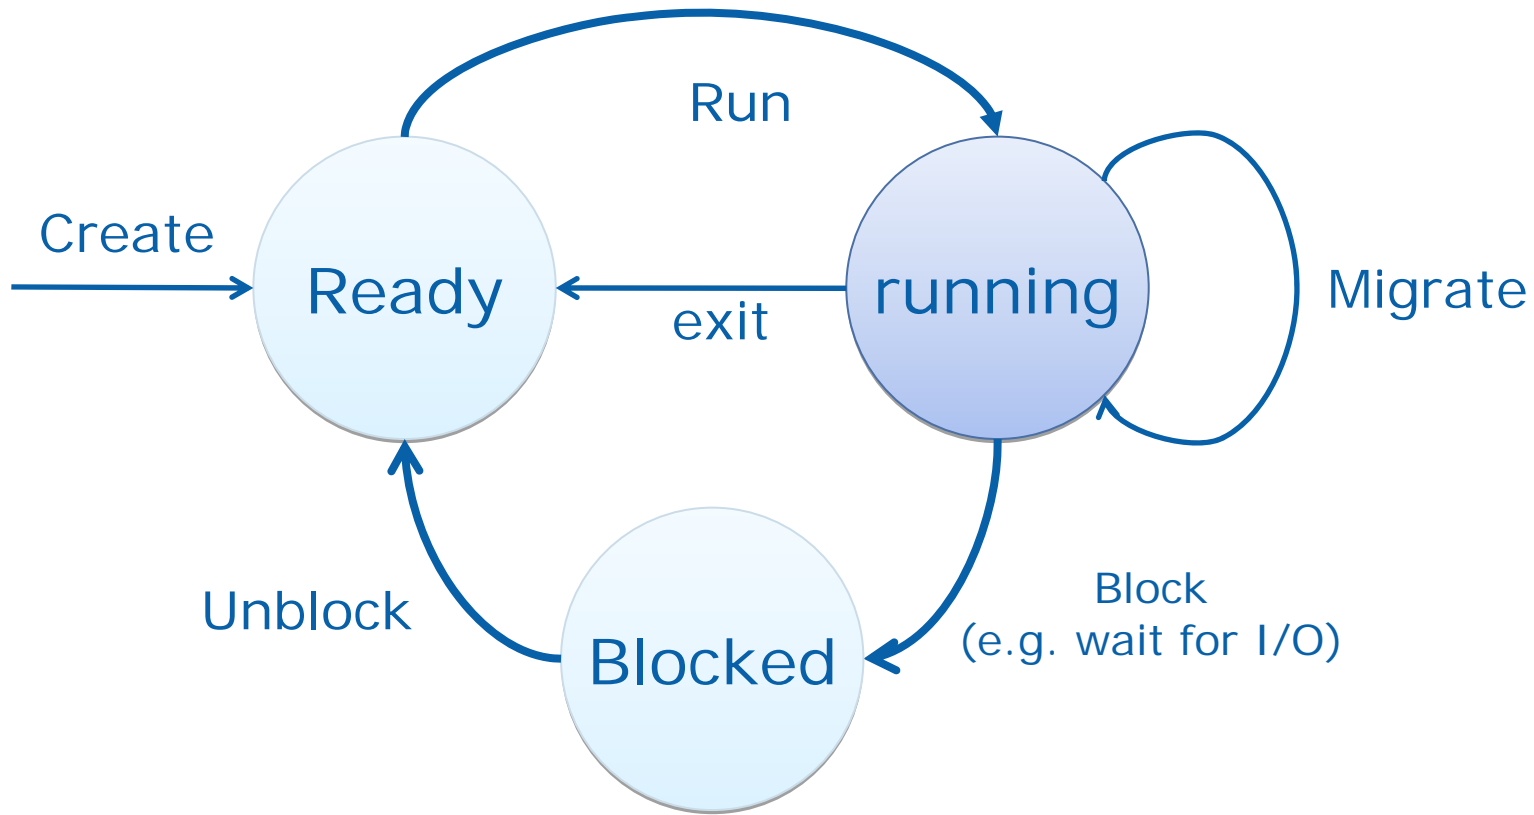 Run
Create
Ready
running
Migrate
exit
Unblock
Block
(e.g. wait for I/O)
Blocked